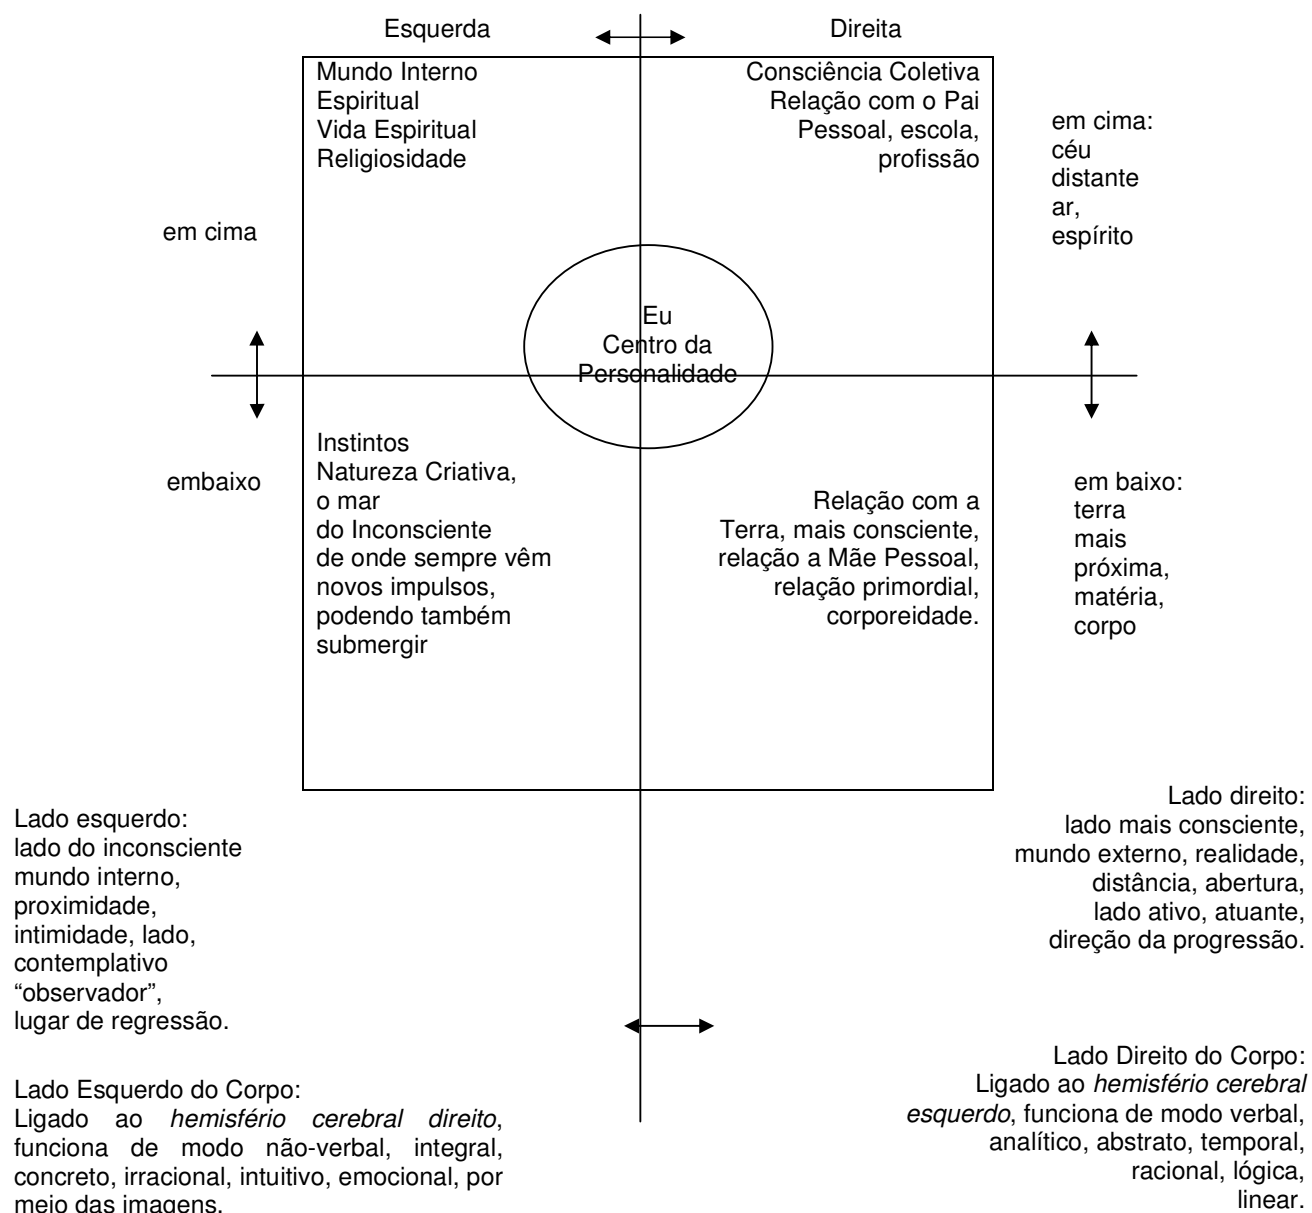 Esquerda
Direita
Mundo Interno
Espiritual
Vida Espiritual
Religiosidade
Consciência Coletiva
Relação com o Pai
Pessoal, escola,
profissão
em cima:
céu
distante
ar,
espírito
em cima
Eu
Centro da
Personalidade
embaixo
Instintos
Natureza Criativa,
o mar
do Inconsciente
de onde sempre vêm
novos impulsos,
podendo também
submergir
Relação com a
Terra, mais consciente,
relação a Mãe Pessoal,
relação primordial,
corporeidade.
em baixo:
terra
mais
próxima,
matéria,
corpo
Lado esquerdo:
lado do inconsciente
mundo interno,
proximidade,
intimidade, lado,
contemplativo
“observador”,
lugar de regressão.
Lado direito:
lado mais consciente,
mundo externo, realidade,
distância, abertura,
lado ativo, atuante,
direção da progressão.
Lado Esquerdo do Corpo:
Ligado ao hemisfério cerebral direito,
funciona de modo não-verbal, integral,
concreto, irracional, intuitivo, emocional, por
meio das imagens.
Lado Direito do Corpo:
Ligado ao hemisfério cerebral
esquerdo, funciona de modo verbal,
analítico, abstrato, temporal,
racional, lógica,
linear.